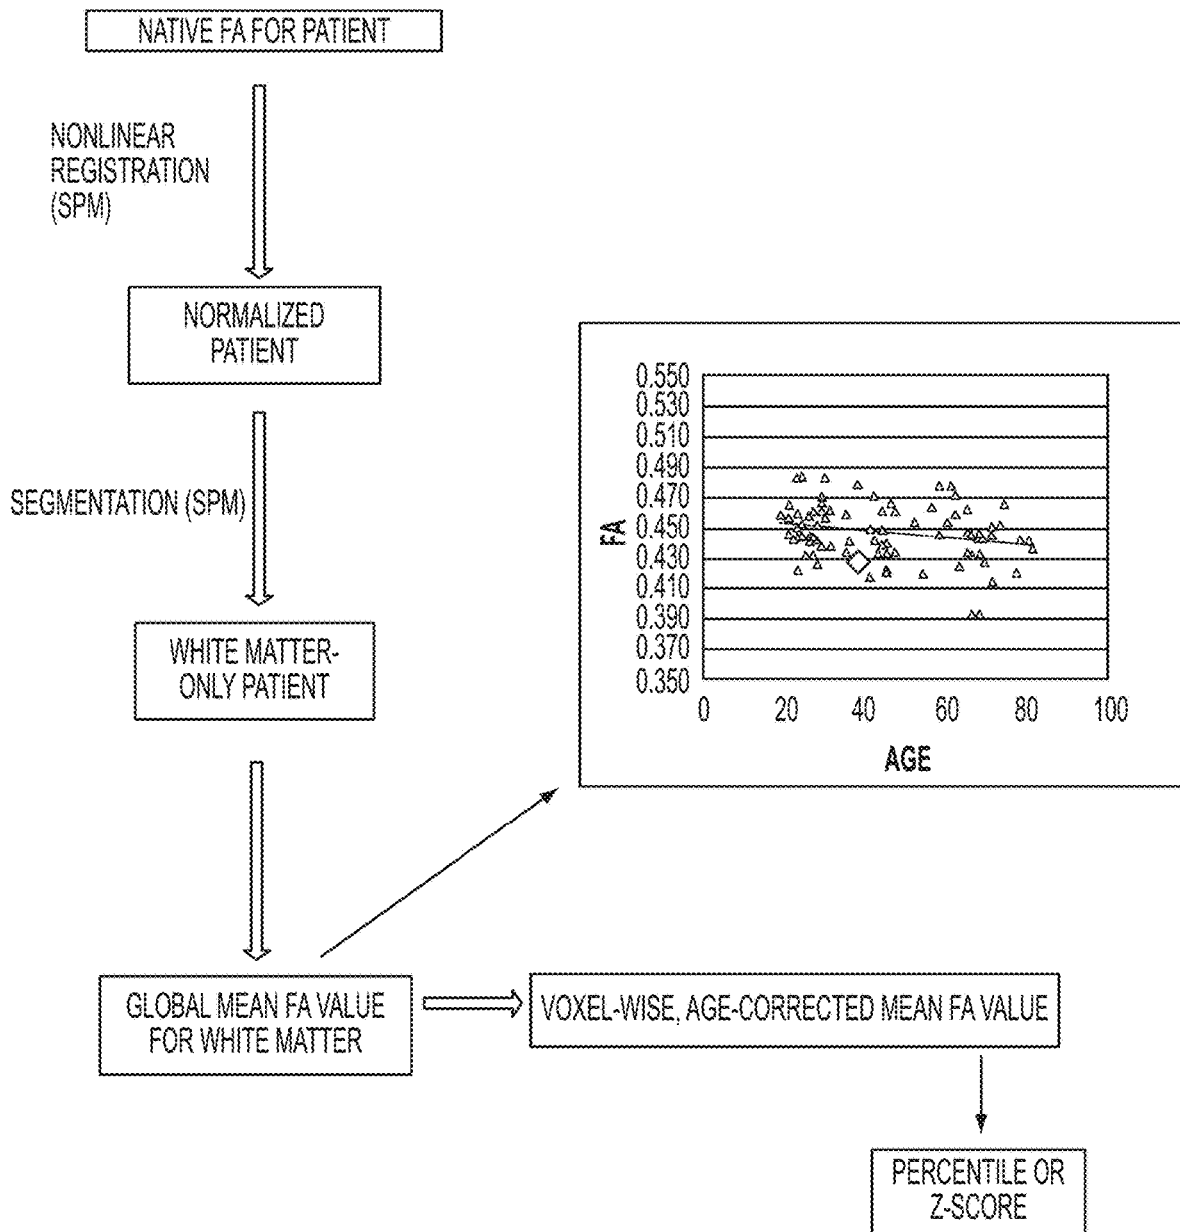 NATIVE FA FOR PATIENT
NONLINEAR
REGISTRATION
(SPM)
NORMALIZED
PATIENT
SEGMENTATION (SPM)
WHITE MATTER-
ONLY PATIENT
GLOBAL MEAN FA VALUE
FOR WHITE MATTER
VOXEL-WISE, AGE-CORRECTED MEAN FA VALUE
PERCENTILE OR
Z-SCORE
FA
0.550
0.530
0.510
0.490
0.470
0.450
0.430
0.410
0.390
0.370
0.350
0 20 40 60 80 100
AGE